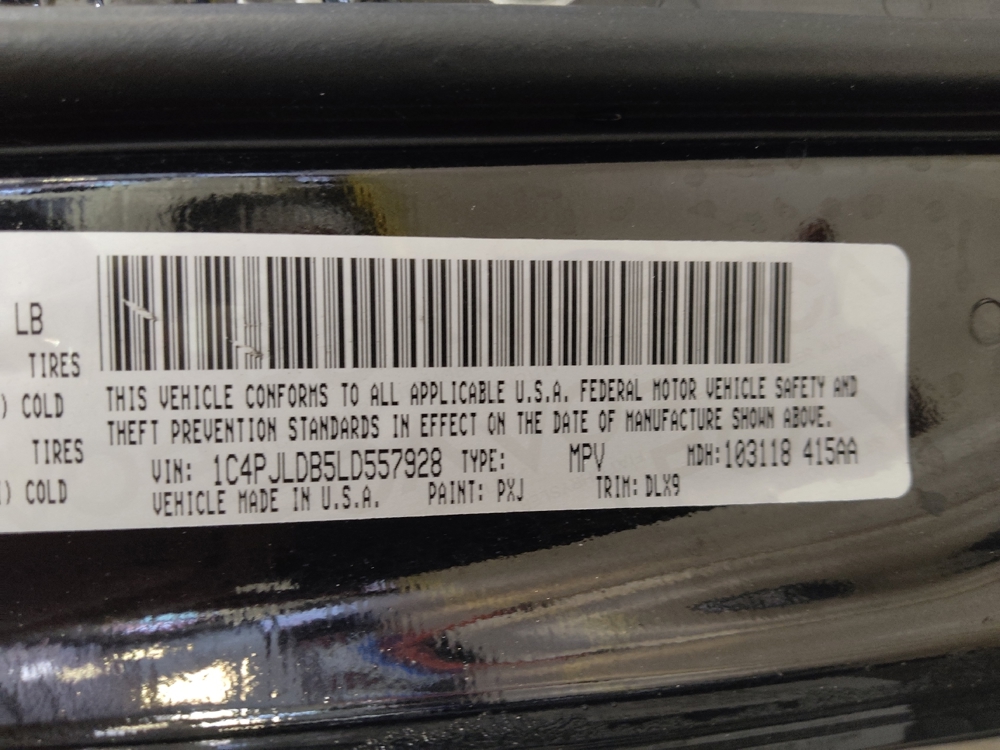 LB
TIRES
) COLD
TIRES
) COLD
THIS VEHICLE CONFORMS TO ALL APPLICABLE U.S.A. FEDERAL MOTOR VEHICLE SAFETY AND
THEFT PREVENTION STANDARDS IN EFFECT ON THE DATE OF MANUFACTURE SHOWN ABOVE.
VIN: 1C4PJLDB5LD557928 TYPE: MPV MDH:103118 415AA
VEHICLE MADE IN U.S.A. PAINT: PXJ TRIM: DLX9